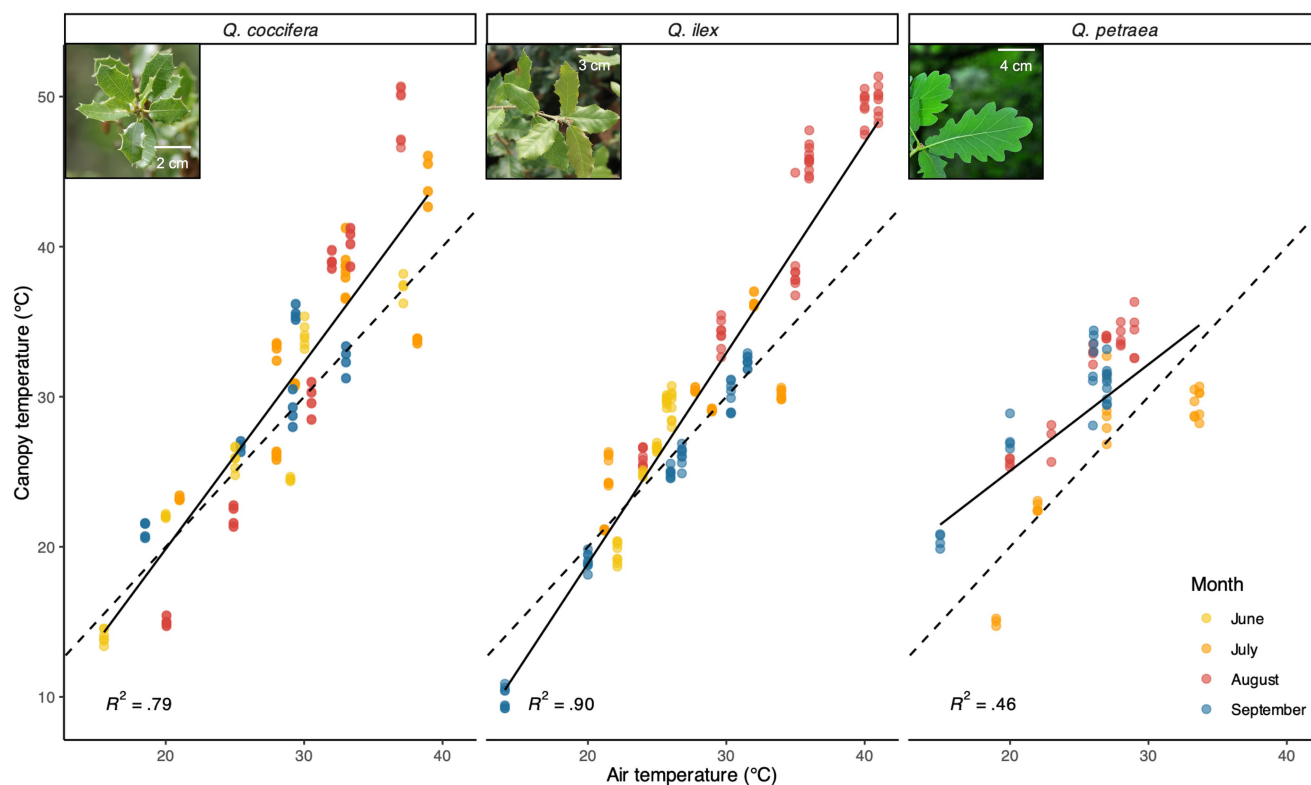 Q. coccifera
Q. ilex
Q. petraea
2 cm
3 cm
4 cm
Canopy temperature (°C)
50
40
30
20
10
R² = .79
R² = .90
R² = .46
Month
June
July
August
September
20 30 40
20 30 40
20 30 40
Air temperature (°C)